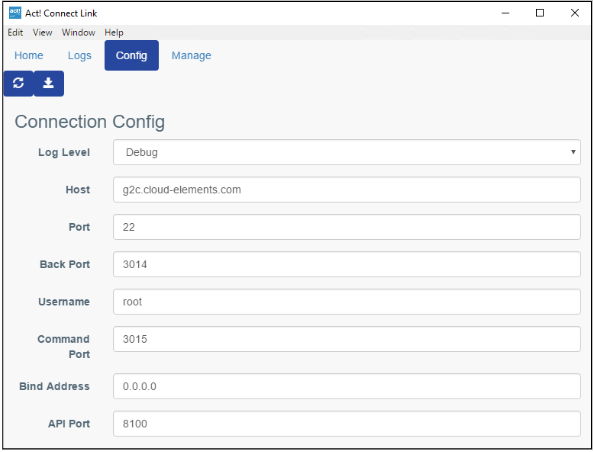 act! Act! Connect Link
Edit View Window Help
Home Logs Config Manage
Connection Config
Log Level Debug
Host g2c.cloud-elements.com
Port 22
Back Port 3014
Username root
Command Port 3015
Bind Address 0.0.0.0
API Port 8100